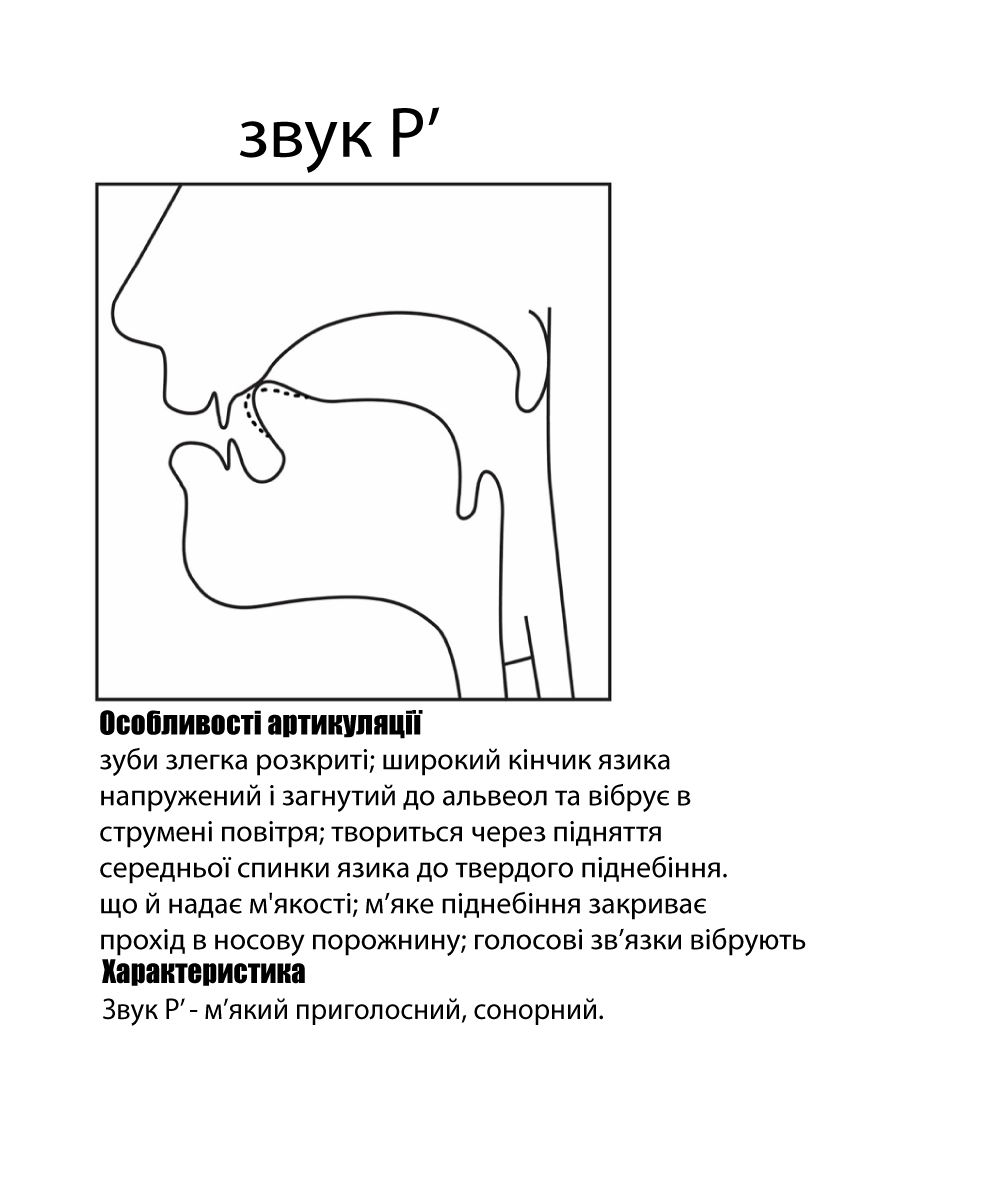 звук Р’
Особливості артикуляції
зуби злегка розкриті; широкий кінчик язика
напружений і загнутий до альвеол та вібрує в
струмені повітря; твориться через підняття
середньої спинки язика до твердого піднебіння.
що й надає м'якості; м’яке піднебіння закриває
прохід в носову порожнину; голосові зв’язки вібрують
Характеристика
Звук Р’ - м’який приголосний, сонорний.